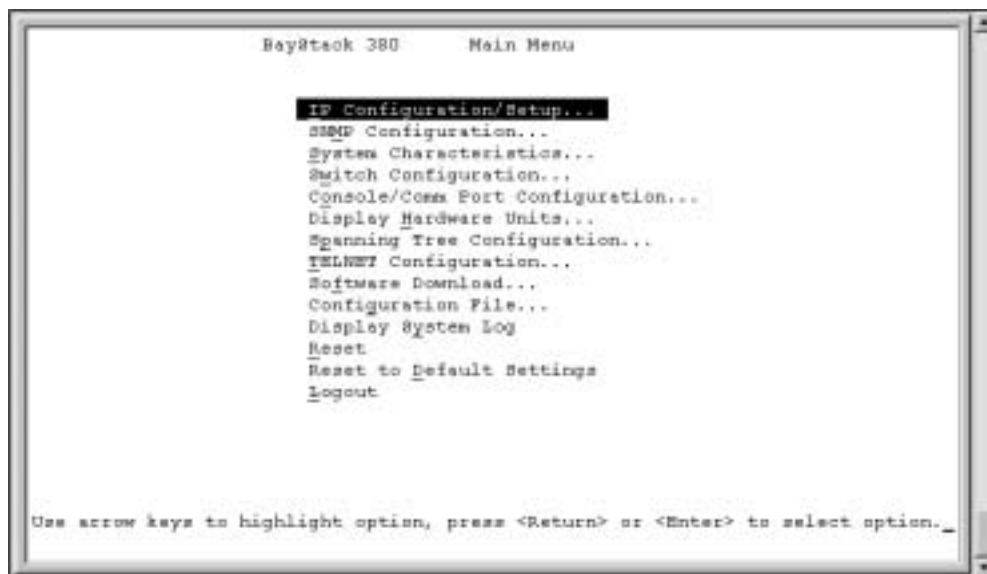 BayStack 380 Main Menu
IP Configuration/Setup...
SNMP Configuration...
System Characteristics...
Switch Configuration...
Console/Comm Port Configuration...
Display Hardware Units...
Spanning Tree Configuration...
TELNET Configuration...
Software Download...
Configuration File...
Display System Log
Reset
Reset to Default Settings
Logout
Use arrow keys to highlight option, press <Return> or <Enter> to select option.